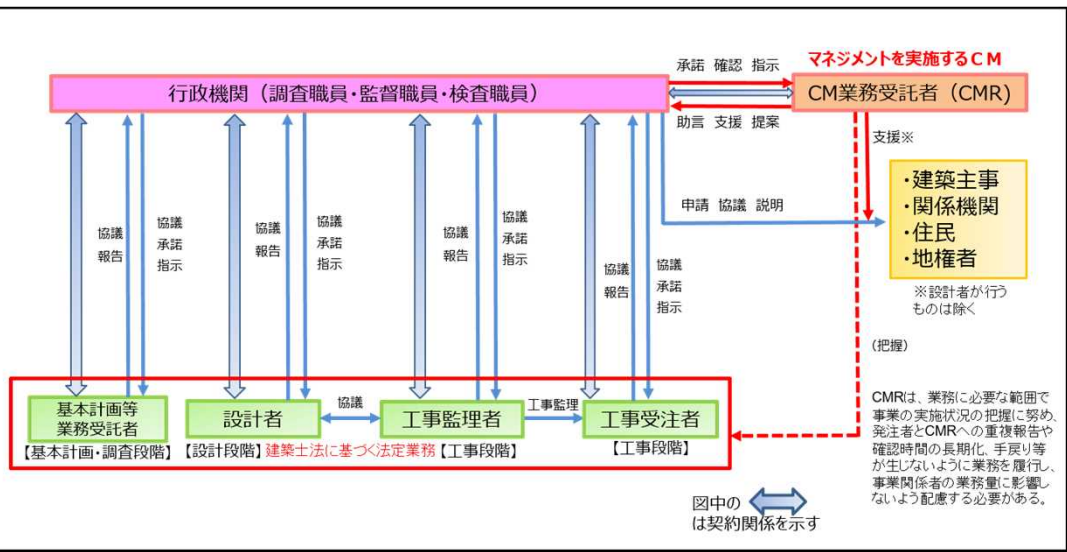 マネジメントを実施するCM
承諾 確認 指示
行政機関（調査職員・監督職員・検査職員）
CM業務受託者（CMR)
助言 支援 提案
支援※
・建築主事
・関係機関
・住民
・地権者
申請 協議 説明
※設計者が行う
ものは除く
協議
報告
協議
承諾
指示
協議
報告
協議
承諾
指示
協議
報告
協議
承諾
指示
協議
報告
協議
承諾
指示
(把握)
基本計画等
業務受託者
設計者
協議
工事監理者
工事監理
工事受注者
【基本計画・調査段階】
【設計段階】
建築士法に基づく法定業務
【工事段階】
【工事段階】
CMRは、業務に必要な範囲で
事業の実施状況の把握に努め、
発注者とCMRへの重複報告や
確認時間の長期化、手戻り等
が生じないように業務を履行し、
事業関係者の業務量に影響し
ないよう配慮する必要がある。
図中の
は契約関係を示す